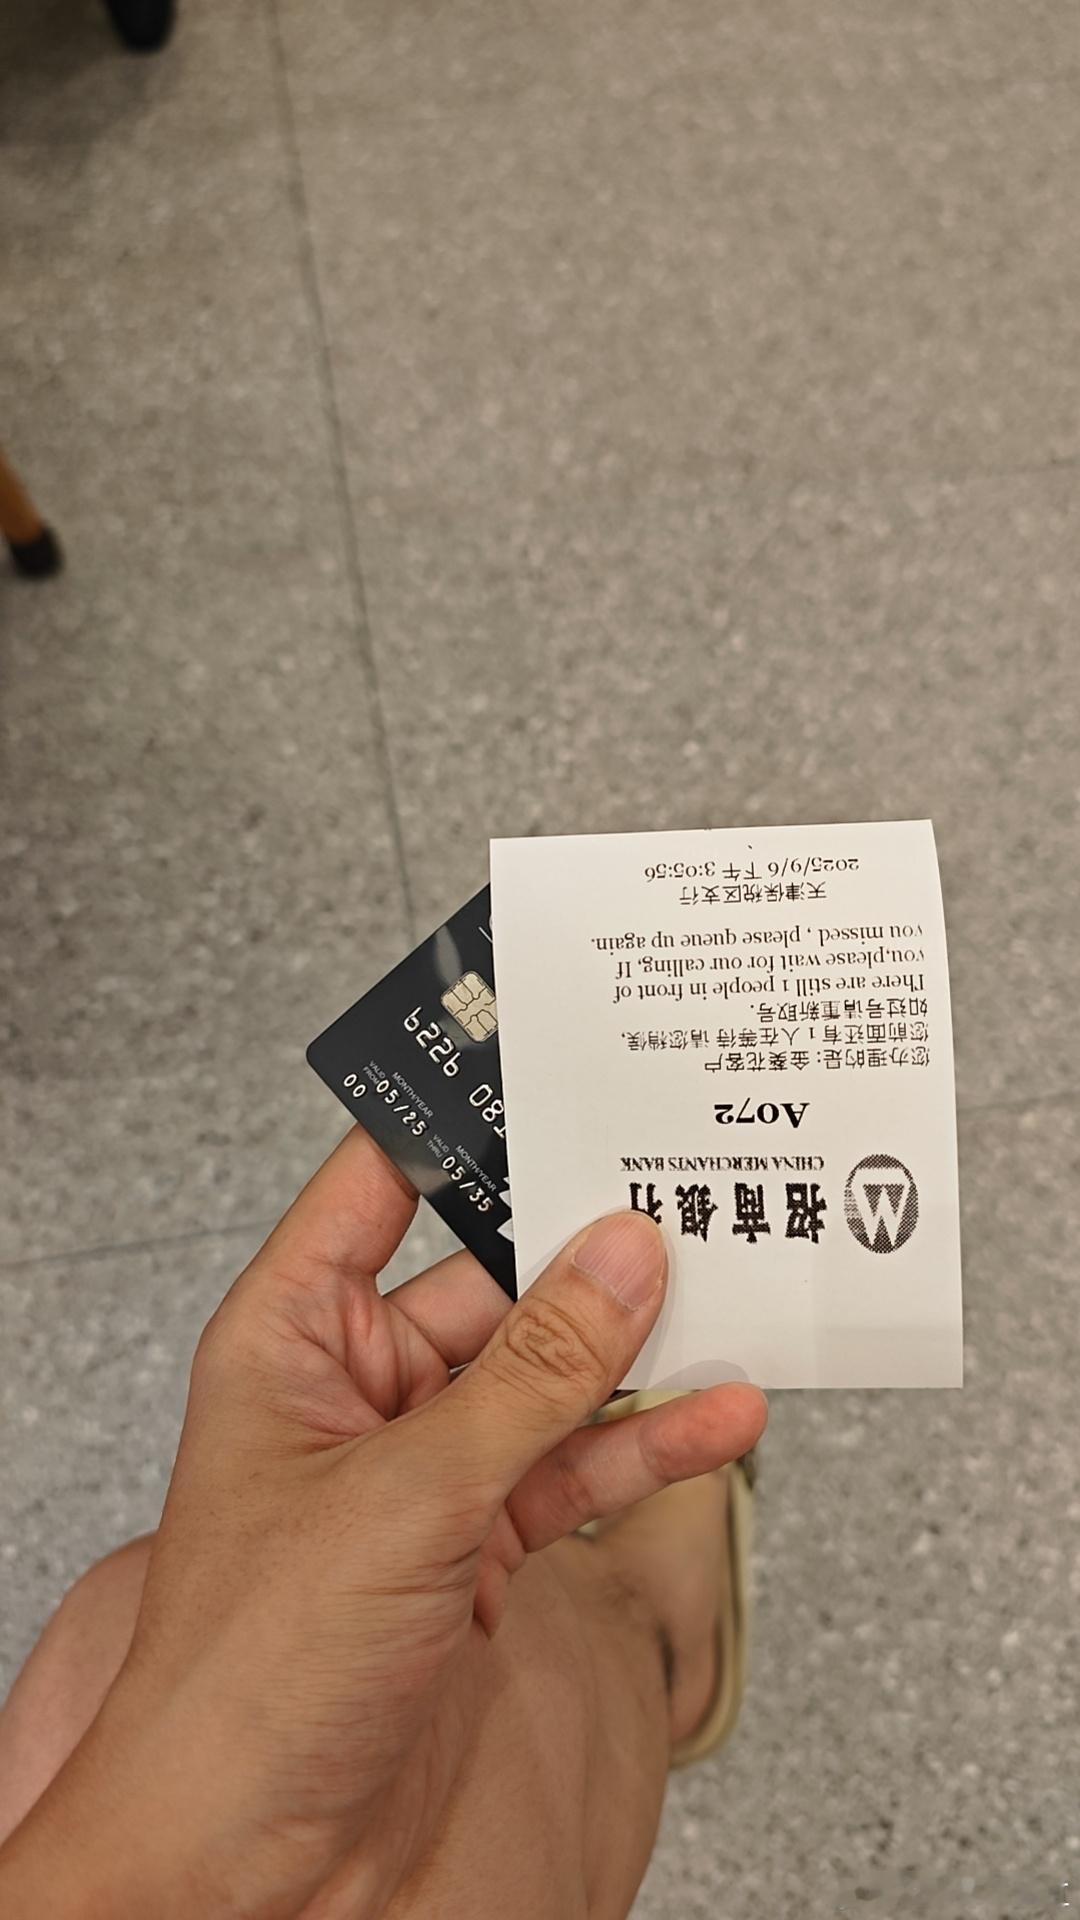 招商银行
CHINA MERCHANTS BANK
A072
您办理的是：金葵花客户
您前面还有 1 人在等待 请您稍候,
如过号请重新取号.
There are still 1 people in front of
you,please wait for our calling, If
you missed , please queue up again.
天津保税区支行
2025/9/6 下午 3:05:56
6226 08
MONTH/YEAR
MONTH/YEAR
00
VALID FROM
05/25
VALID THRU
05/35